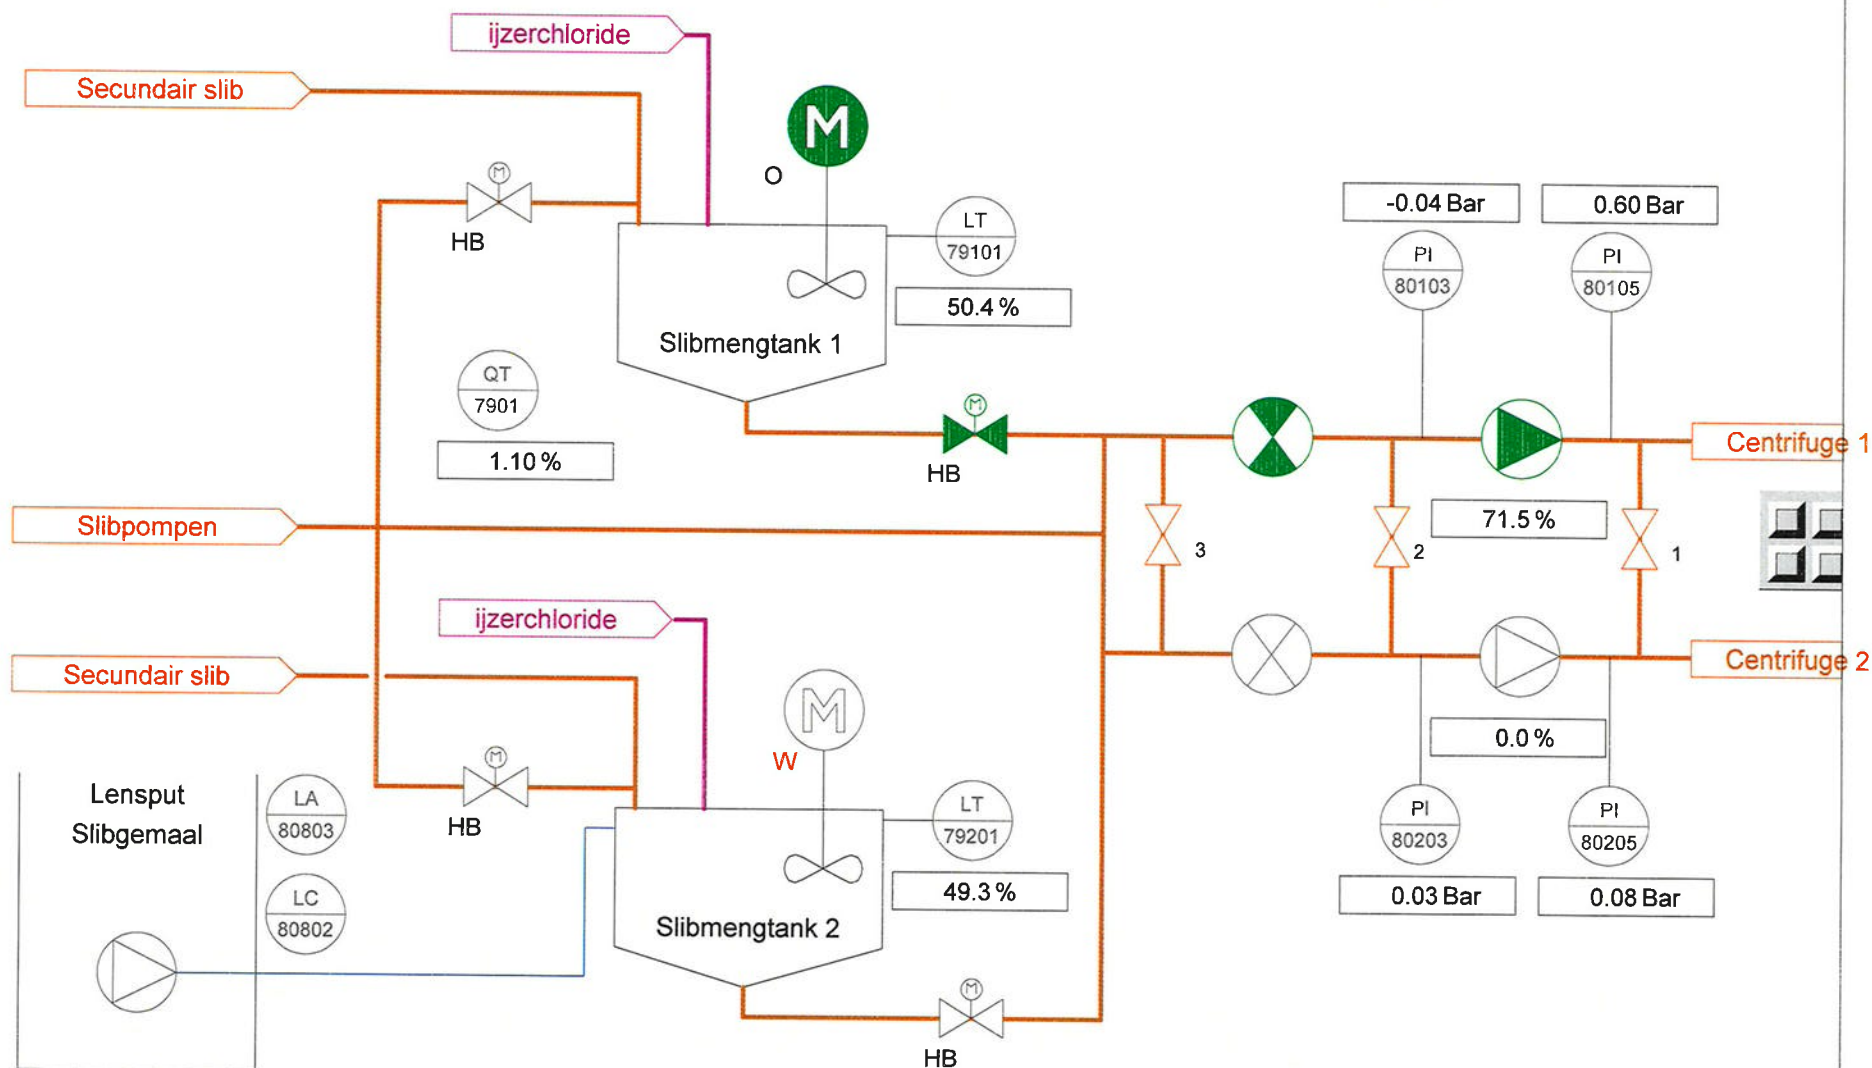 ijzerchloride
Secundair slib
M
O
M
HB
LT
79101
50.4 %
Slibmengtank 1
-0.04 Bar
0.60 Bar
PI
80103
PI
80105
QT
7901
1.10 %
M
HB
Centrifuge 1
71.5 %
Slibpompen
3
2
1
ijzerchloride
Secundair slib
M
W
Centrifuge 2
0.0 %
M
HB
LT
79201
49.3 %
Slibmengtank 2
PI
80203
PI
80205
0.03 Bar
0.08 Bar
Lensput
Slibgemaal
LA
80803
LC
80802
M
HB